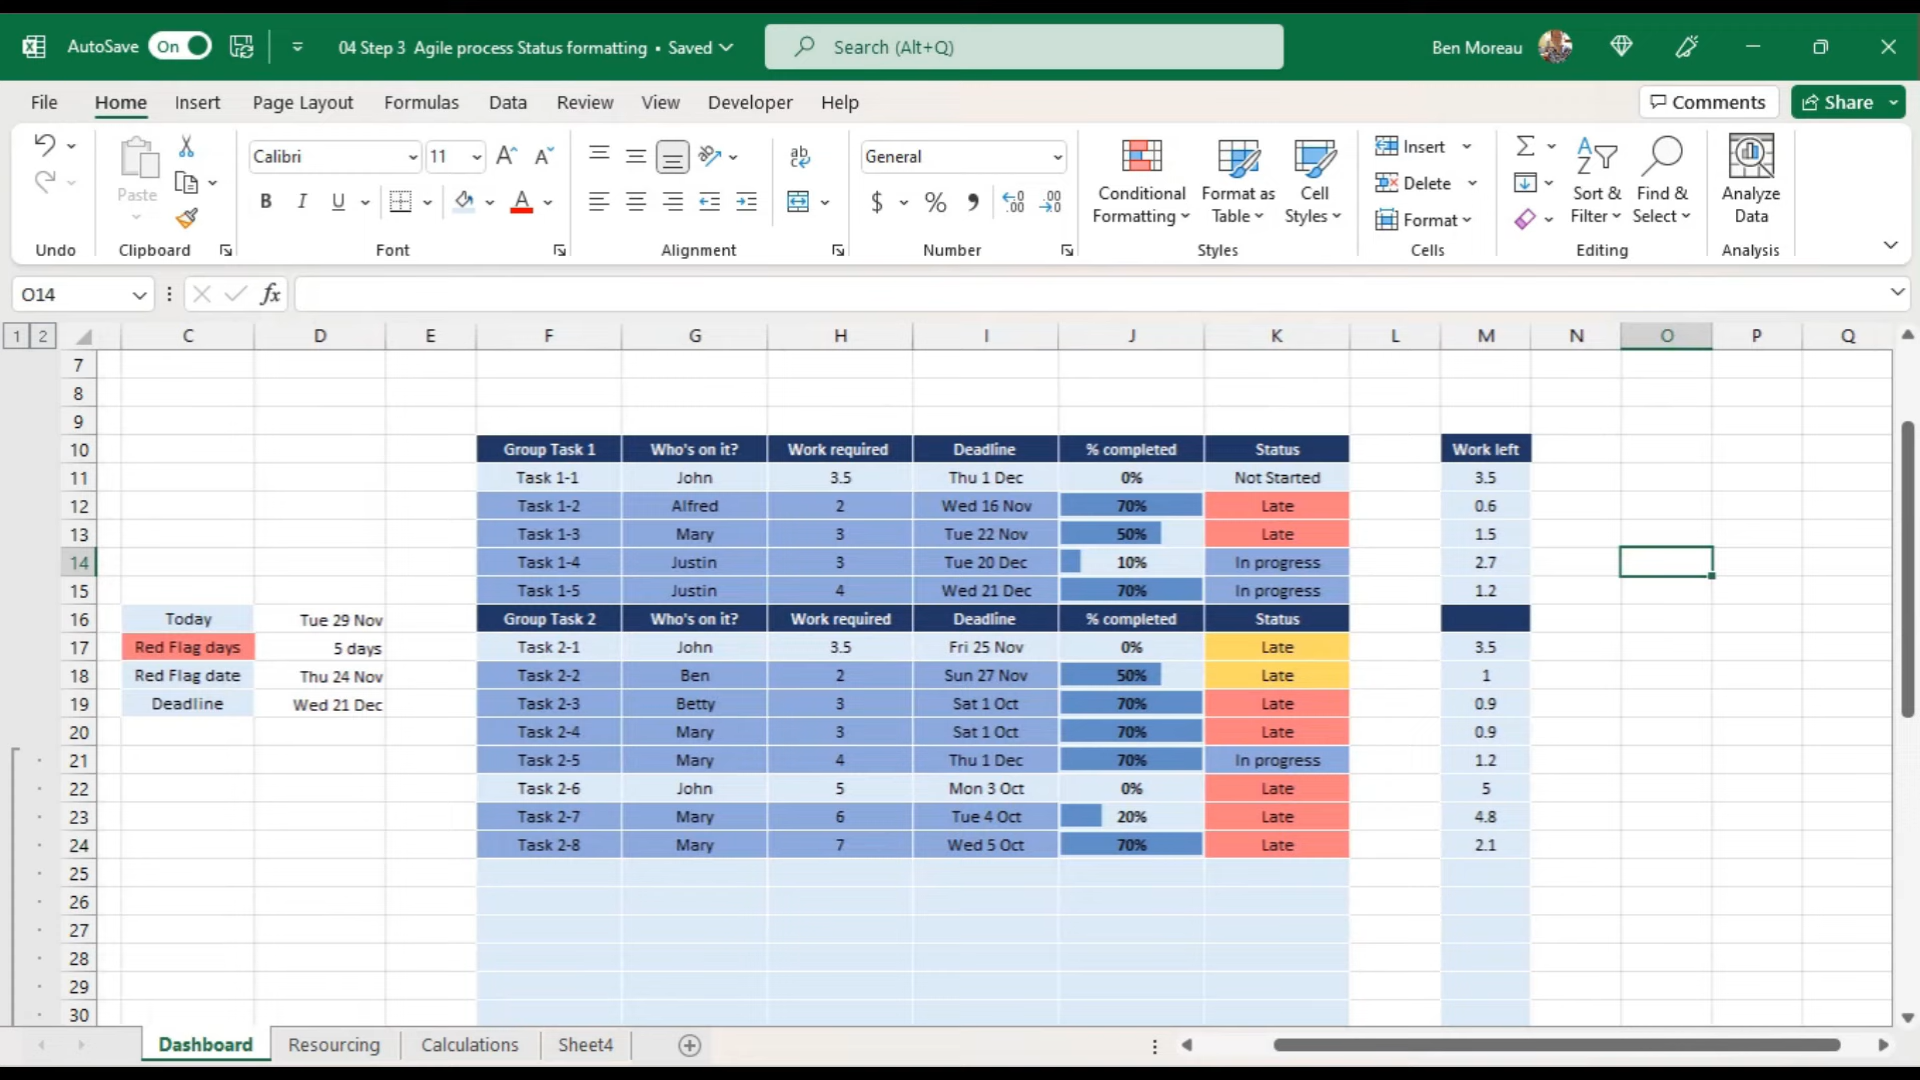 AutoSave On 04 Step 3 Agile process Status formatting • Saved Search (Alt+Q) Ben Moreau
File Home Insert Page Layout Formulas Data Review View Developer Help Comments Share
Paste Calibri 11 General Conditional Formatting Format as Table Cell Styles Insert Delete Format Sort & Filter Find & Select Analyze Data
Undo Clipboard Font Alignment Number Styles Cells Editing Analysis
O14 fx
1 2 C D E F G H I J K L M N O P Q
7
8
9
10 Group Task 1 Who's on it? Work required Deadline % completed Status Work left
11 Task 1-1 John 3.5 Thu 1 Dec 0% Not Started 3.5
12 Task 1-2 Alfred 2 Wed 16 Nov 70% Late 0.6
13 Task 1-3 Mary 3 Tue 22 Nov 50% Late 1.5
14 Task 1-4 Justin 3 Tue 20 Dec 10% In progress 2.7
15 Task 1-5 Justin 4 Wed 21 Dec 70% In progress 1.2
16 Today Tue 29 Nov Group Task 2 Who's on it? Work required Deadline % completed Status
17 Red Flag days 5 days Task 2-1 John 3.5 Fri 25 Nov 0% Late 3.5
18 Red Flag date Thu 24 Nov Task 2-2 Ben 2 Sun 27 Nov 50% Late 1
19 Deadline Wed 21 Dec Task 2-3 Betty 3 Sat 1 Oct 70% Late 0.9
20 Task 2-4 Mary 3 Sat 1 Oct 70% Late 0.9
21 Task 2-5 Mary 4 Thu 1 Dec 70% In progress 1.2
22 Task 2-6 John 5 Mon 3 Oct 0% Late 5
23 Task 2-7 Mary 6 Tue 4 Oct 20% Late 4.8
24 Task 2-8 Mary 7 Wed 5 Oct 70% Late 2.1
25
26
27
28
29
30
Dashboard Resourcing Calculations Sheet4